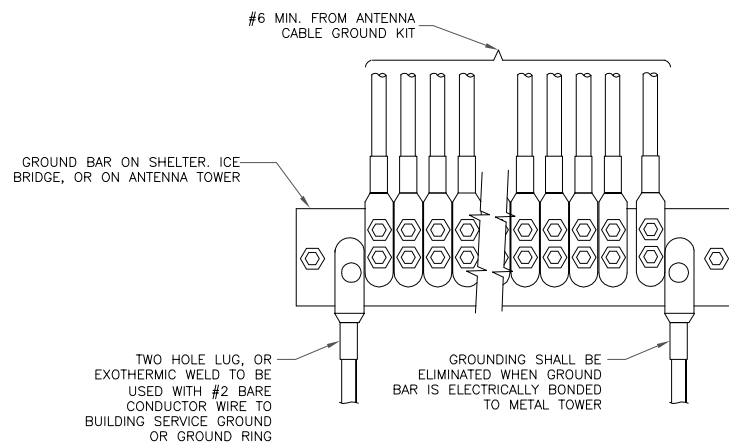 #6 MIN. FROM ANTENNA
CABLE GROUND KIT
GROUND BAR ON SHELTER. ICE
BRIDGE, OR ON ANTENNA TOWER
TWO HOLE LUG, OR
EXOTHERMIC WELD TO BE
USED WITH #2 BARE
CONDUCTOR WIRE TO
BUILDING SERVICE GROUND
OR GROUND RING
GROUNDING SHALL BE
ELIMINATED WHEN GROUND
BAR IS ELECTRICALLY BONDED
TO METAL TOWER